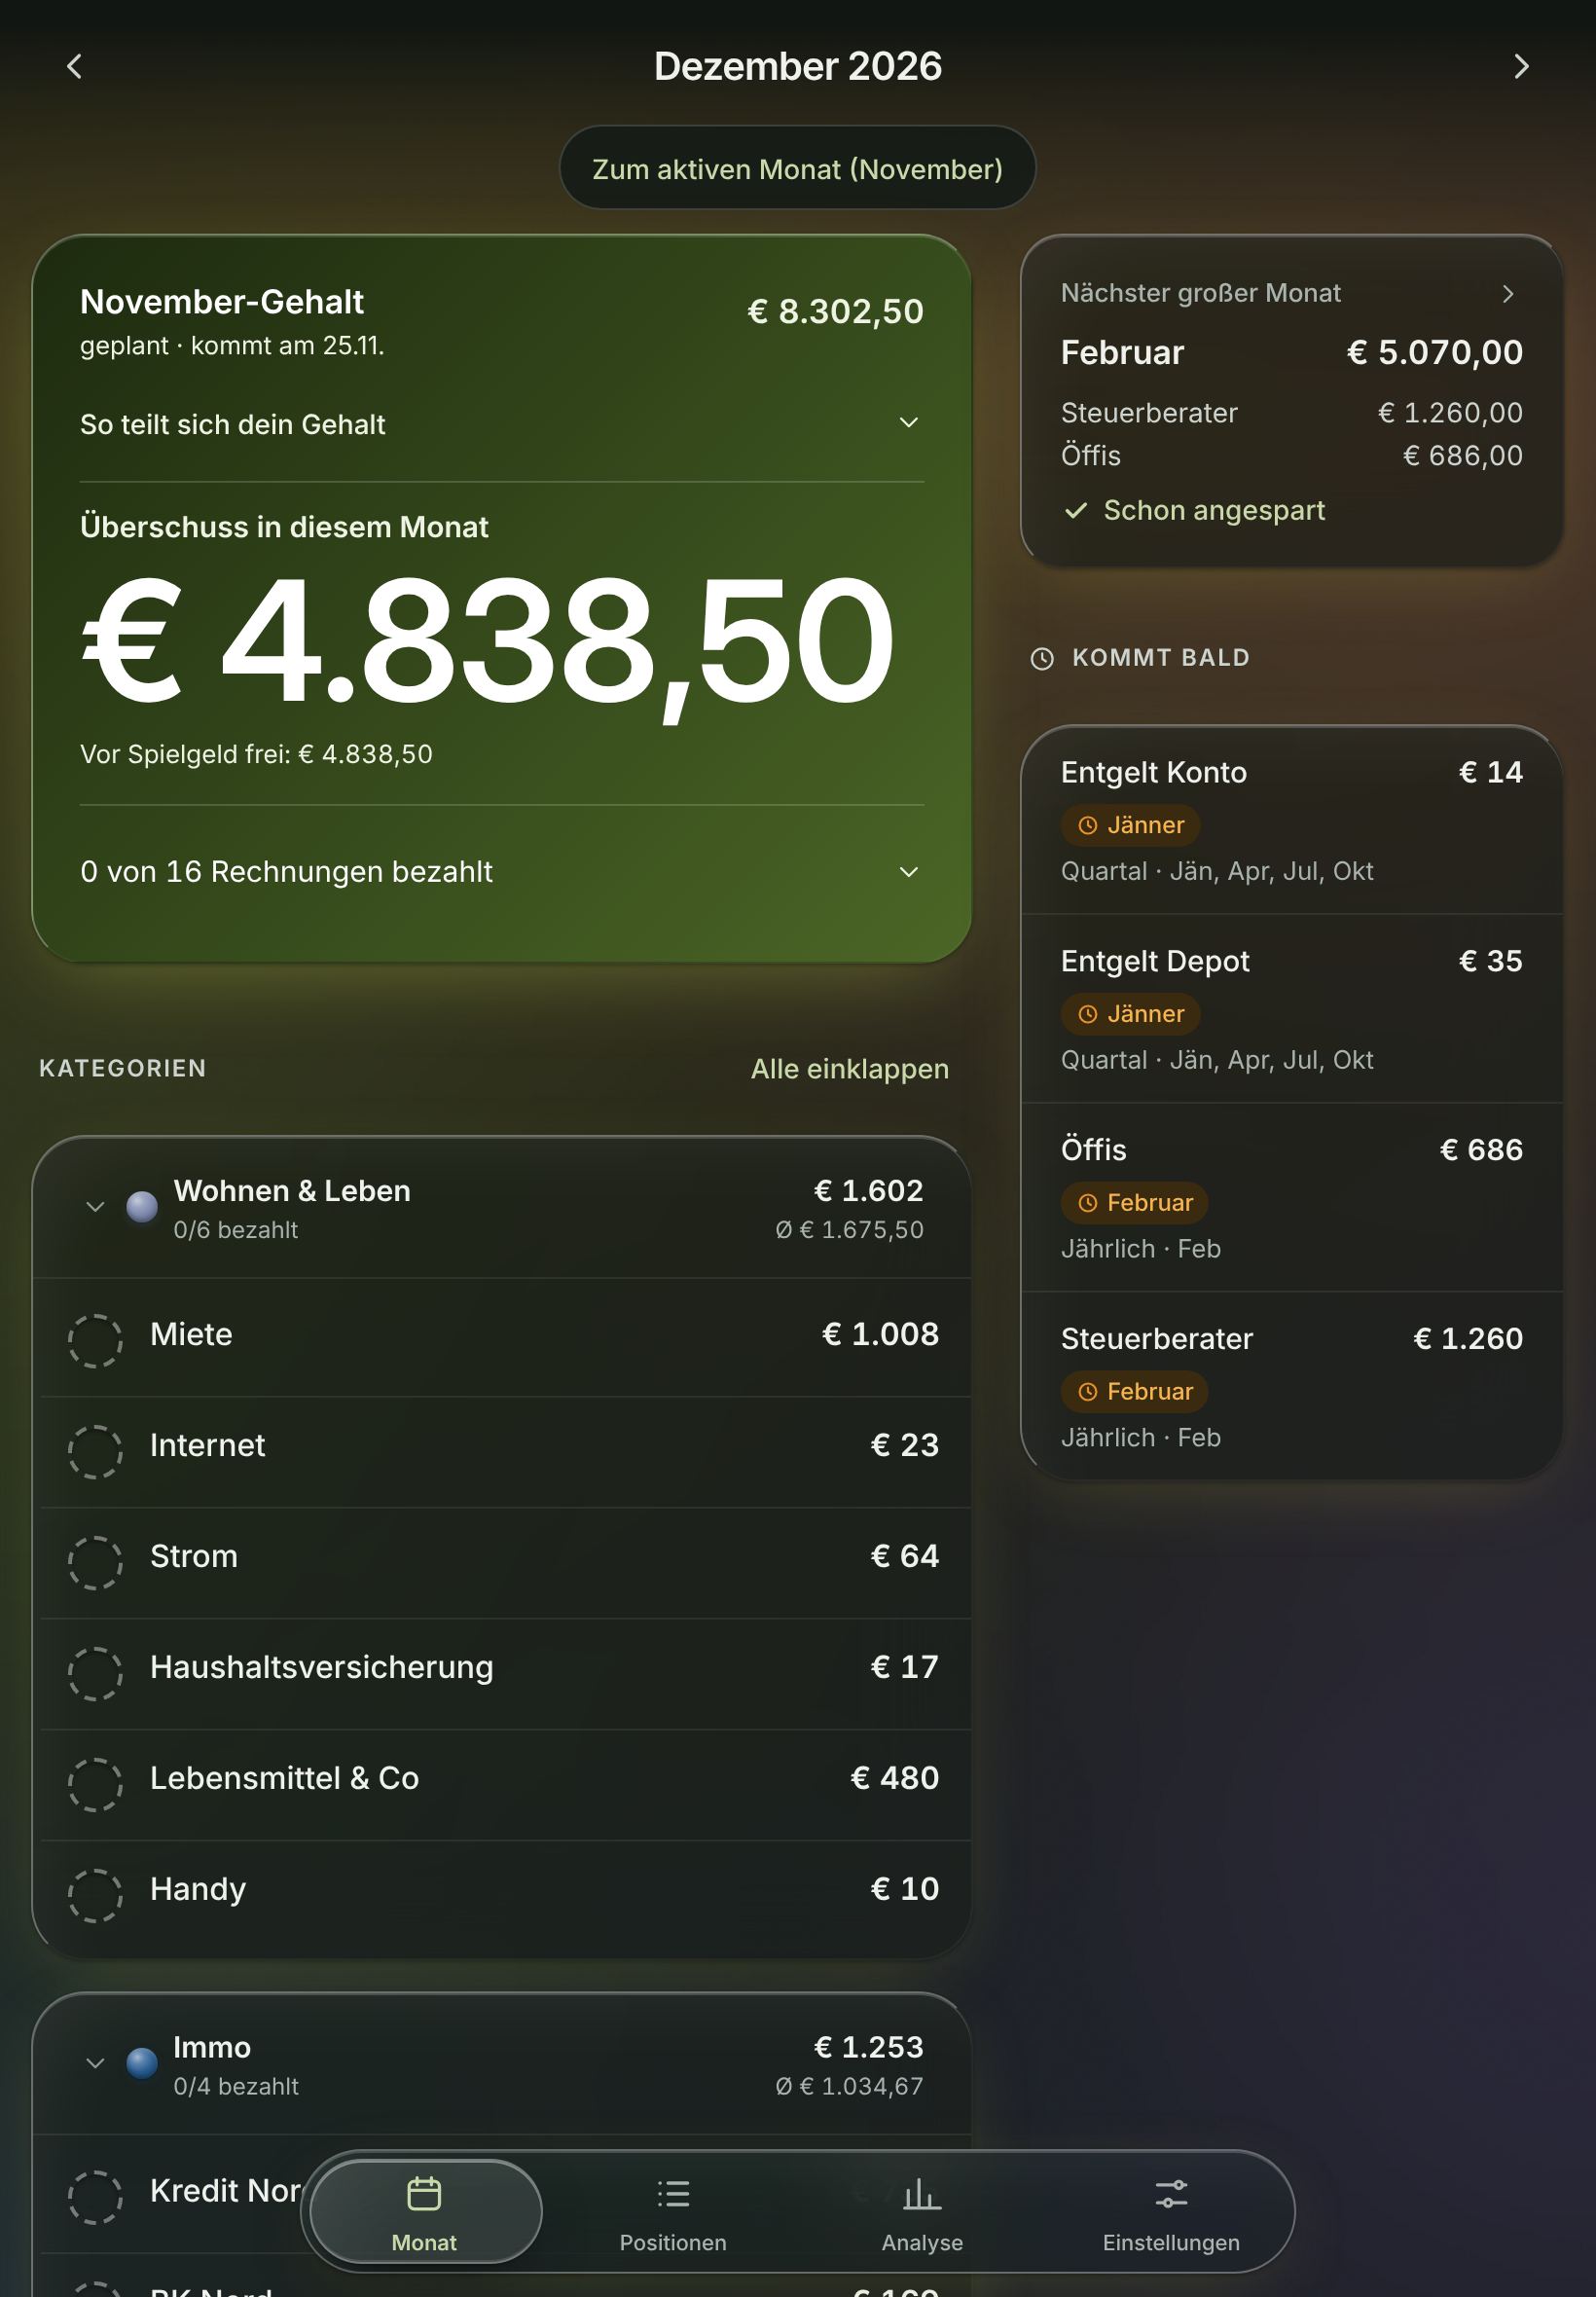 Dezember 2026
Zum aktiven Monat (November)
November-Gehalt
€ 8.302,50
geplant · kommt am 25.11.
So teilt sich dein Gehalt
Überschuss in diesem Monat
€ 4.838,50
Vor Spielgeld frei: € 4.838,50
0 von 16 Rechnungen bezahlt
Nächster großer Monat
Februar € 5.070,00
Steuerberater € 1.260,00
Öffis € 686,00
Schon angespart
KOMMT BALD
Entgelt Konto € 14
Jänner
Quartal · Jän, Apr, Jul, Okt
Entgelt Depot € 35
Jänner
Quartal · Jän, Apr, Jul, Okt
Öffis € 686
Februar
Jährlich · Feb
Steuerberater € 1.260
Februar
Jährlich · Feb
KATEGORIEN Alle einklappen
Wohnen & Leben € 1.602
0/6 bezahlt Ø € 1.675,50
Miete € 1.008
Internet € 23
Strom € 64
Haushaltsversicherung € 17
Lebensmittel & Co € 480
Handy € 10
Immo € 1.253
0/4 bezahlt Ø € 1.034,67
Kredit
Monat Positionen Analyse Einstellungen